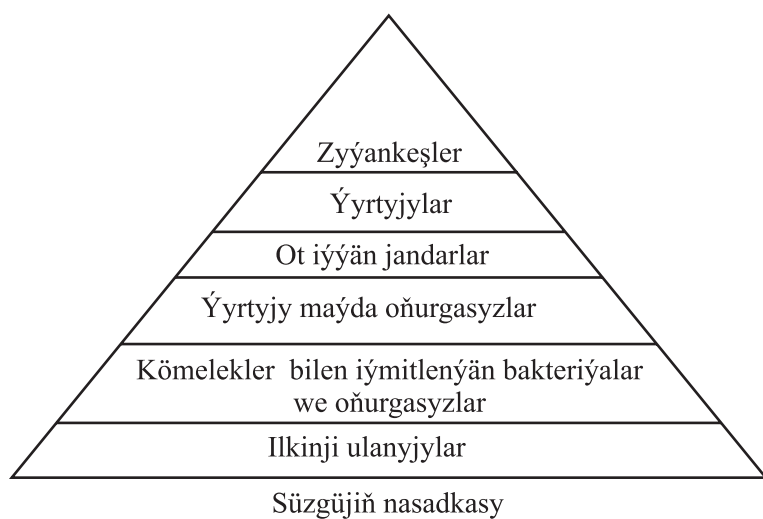 Zyýankeşler
Ýyrtyjylar
Ot iýýän jandarlar
Ýyrtyjy maýda oňurgasyzlar
Kömelekler bilen iýmitlenýän bakteriýalar
we oňurgasyzlar
Ilkinji ulanyjylar
Süzgüjiň nasadkasy